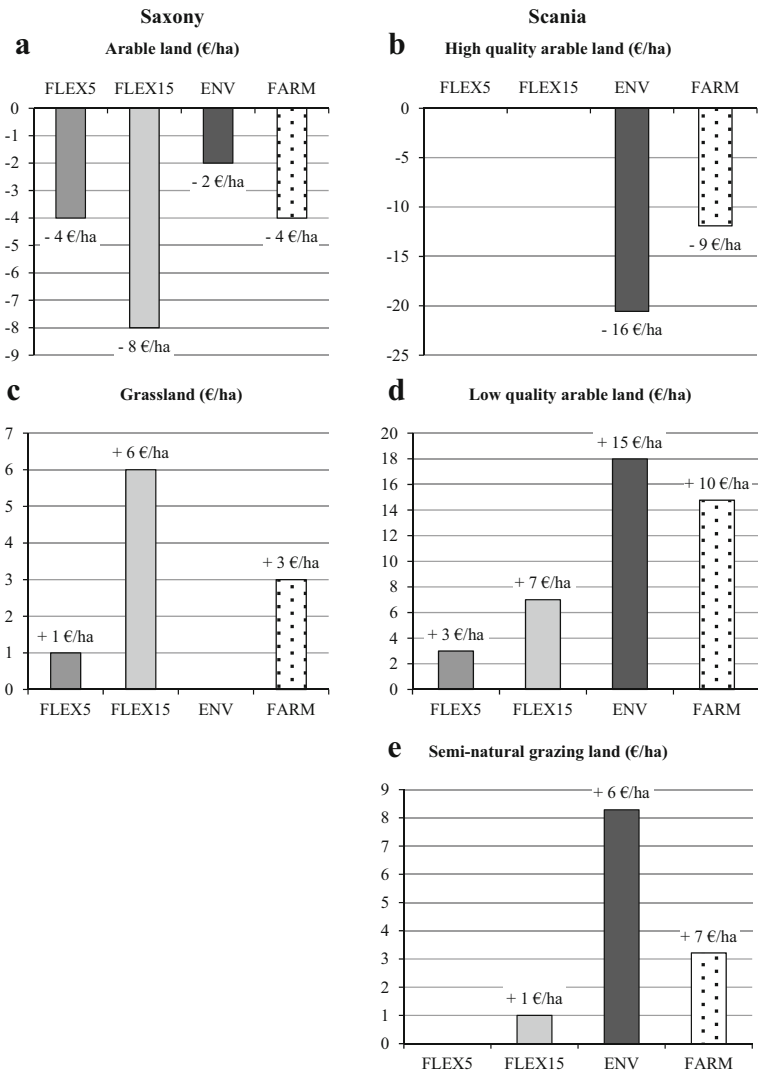 Saxony
Scania
a
Arable land (€/ha)
FLEX5 FLEX15 ENV FARM
0
-1
-2
-3
-4
-5
-6
-7
-8
-9
- 4 €/ha
- 8 €/ha
- 2 €/ha
- 4 €/ha
b
High quality arable land (€/ha)
FLEX5 FLEX15 ENV FARM
0
-5
-10
-15
-20
-25
- 16 €/ha
- 9 €/ha
c
Grassland (€/ha)
7
6
5
4
3
2
1
0
+ 1 €/ha
+ 6 €/ha
+ 3 €/ha
FLEX5 FLEX15 ENV FARM
d
Low quality arable land (€/ha)
20
18
16
14
12
10
8
6
4
2
0
+ 3 €/ha
+ 7 €/ha
+ 15 €/ha
+ 10 €/ha
FLEX5 FLEX15 ENV FARM
e
Semi-natural grazing land (€/ha)
9
8
7
6
5
4
3
2
1
0
+ 1 €/ha
+ 6 €/ha
+ 7 €/ha
FLEX5 FLEX15 ENV FARM